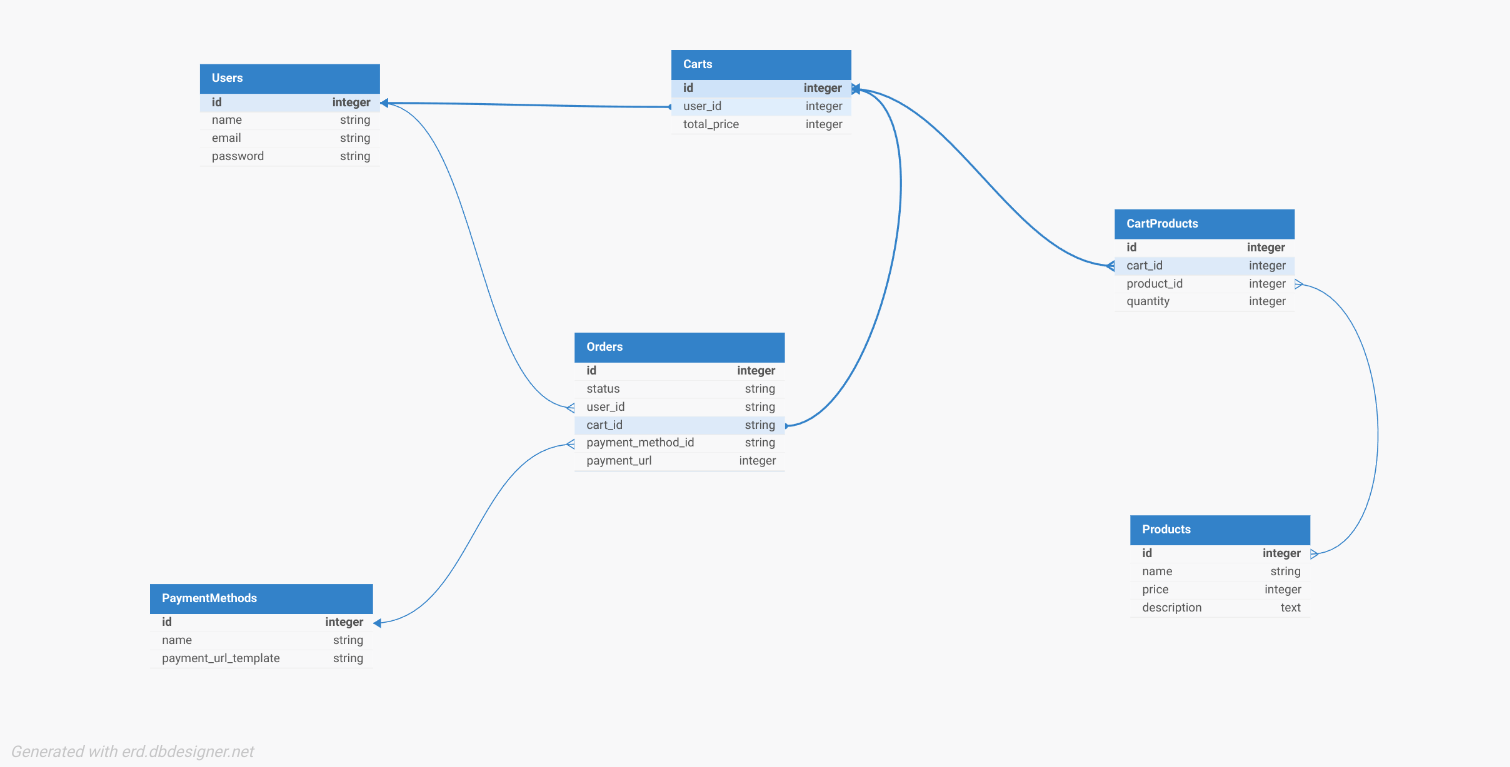 Users
id integer
name string
email string
password string
Carts
id integer
user_id integer
total_price integer
CartProducts
id integer
cart_id integer
product_id integer
quantity integer
Orders
id integer
status string
user_id string
cart_id string
payment_method_id string
payment_url integer
Products
id integer
name string
price integer
description text
PaymentMethods
id integer
name string
payment_url_template string
Generated with erd.dbdesigner.net